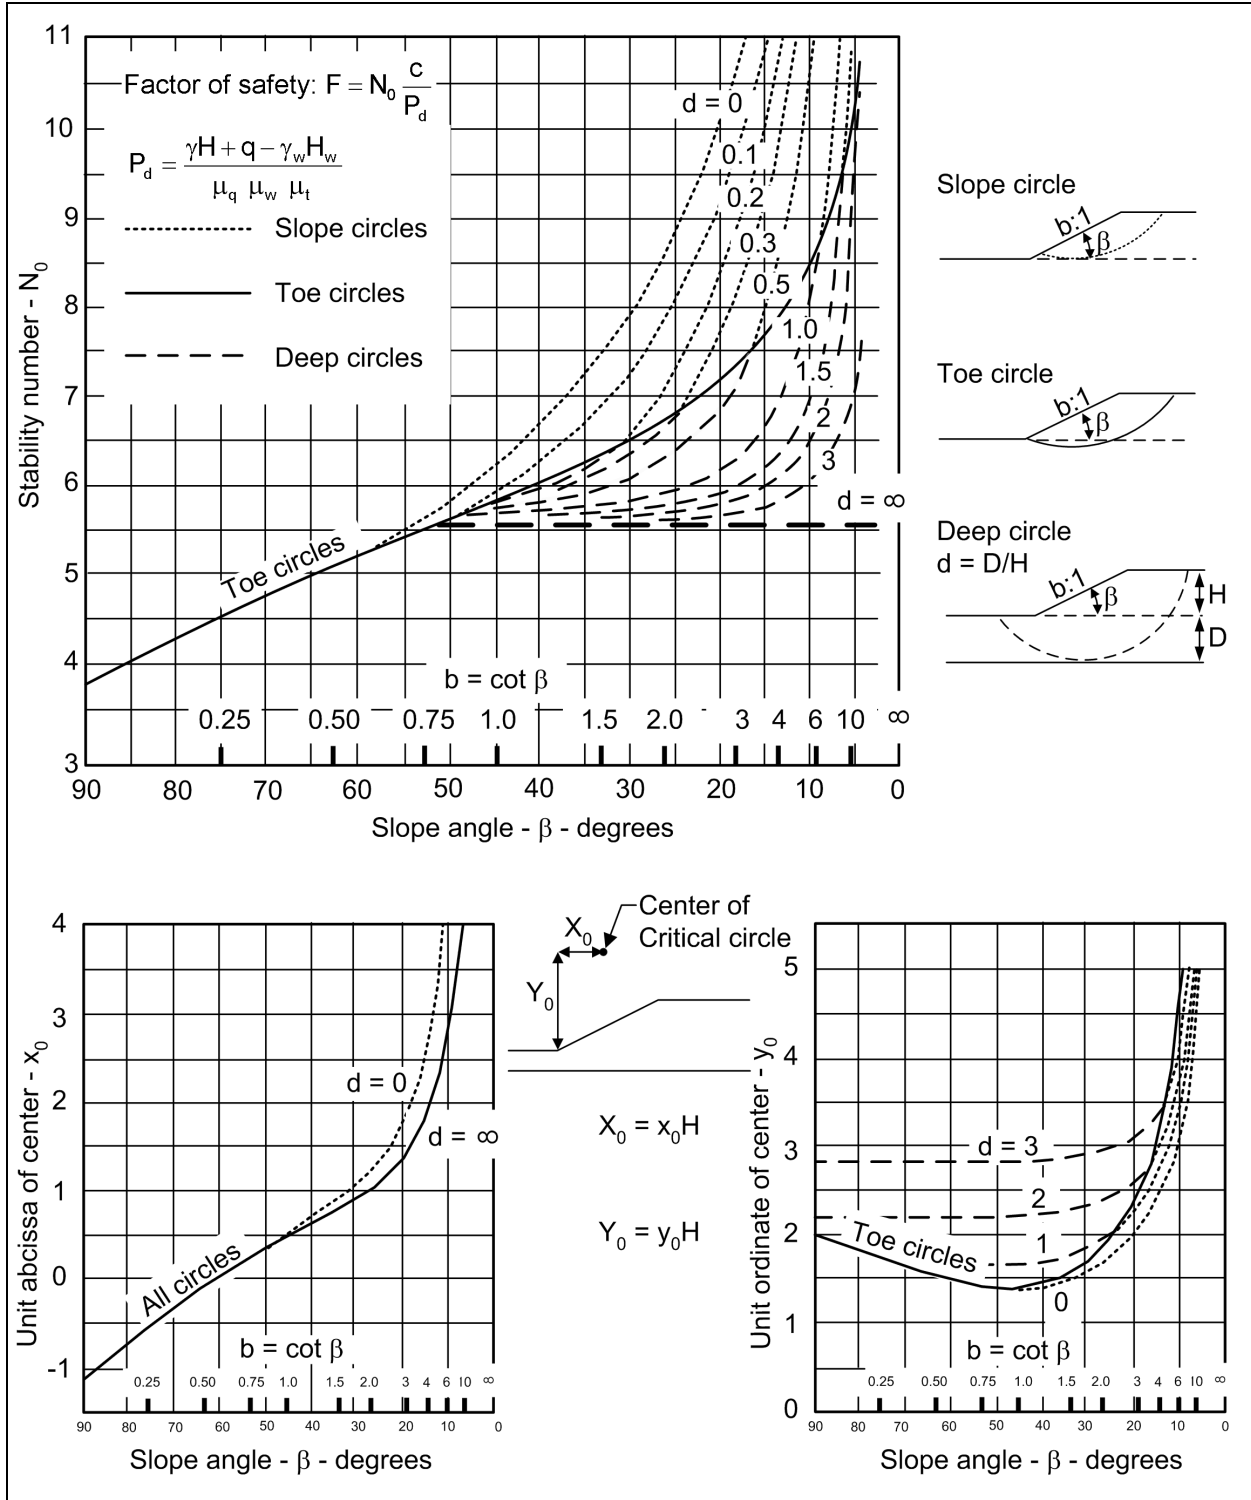 11
10
9
8
7
6
5
4
3
Stability number - N₀
Factor of safety: F = N₀ c/P_d
P_d = (γH + q - γ_wH_w)/(μ_q μ_w μ_t)
Slope circles
Toe circles
Deep circles
d = 0
0.1
0.2
0.3
0.5
1.0
1.5
2
3
d = ∞
Toe circles
b = cot β
0.25 0.50 0.75 1.0 1.5 2.0 3 4 6 10 ∞
90 80 70 60 50 40 30 20 10 0
Slope angle - β - degrees
Slope circle
b:1
β
Toe circle
b:1
β
Deep circle
d = D/H
b:1
β
H
D
4
3
2
1
0
-1
Unit abcissa of center - x₀
d = 0
d = ∞
All circles
b = cot β
0.25 0.50 0.75 1.0 1.5 2.0 3 4 6 10 ∞
90 80 70 60 50 40 30 20 10 0
Slope angle - β - degrees
Center of
Critical circle
X₀
Y₀
X₀ = x₀H
Y₀ = y₀H
5
4
3
2
1
0
Unit ordinate of center - y₀
d = 3
2
1
0
Toe circles
b = cot β
0.25 0.50 0.75 1.0 1.5 2.0 3 4 6 10 ∞
90 80 70 60 50 40 30 20 10 0
Slope angle - β - degrees